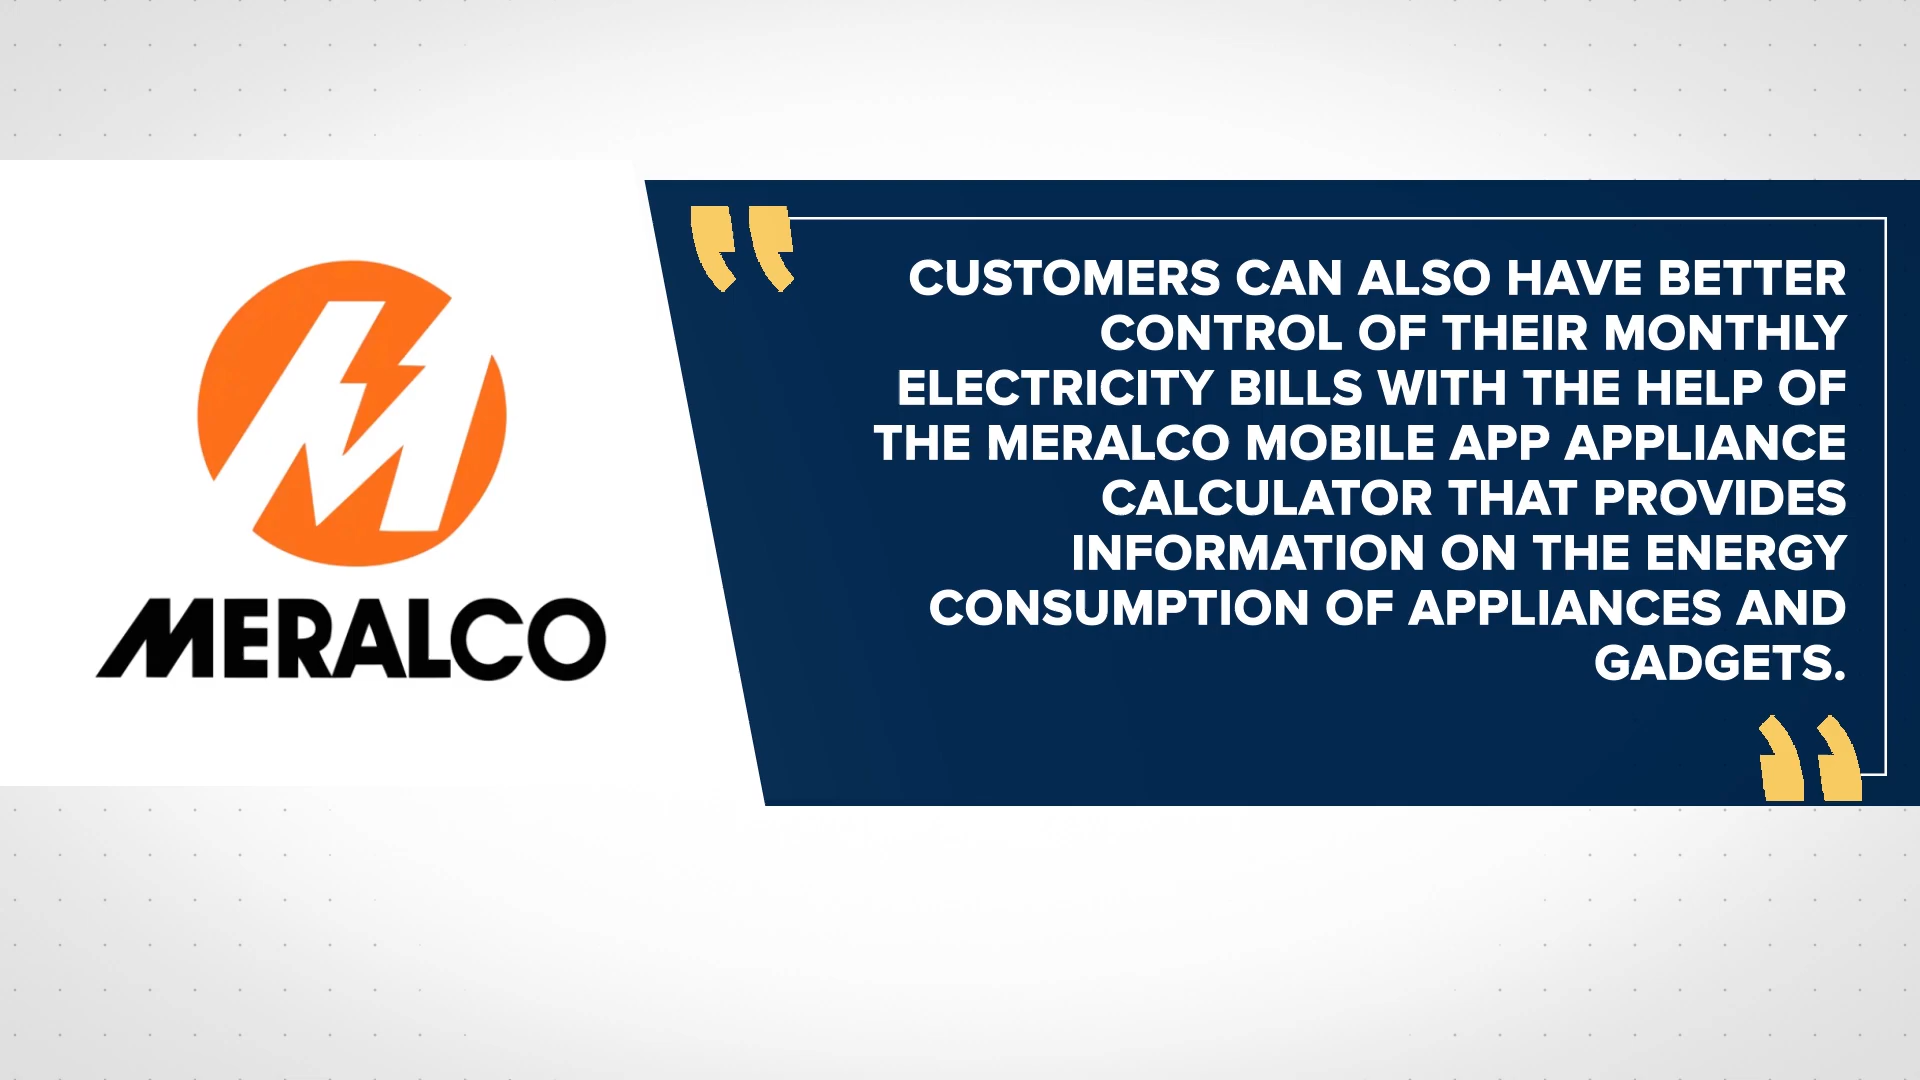 MERALCO
CUSTOMERS CAN ALSO HAVE BETTER
CONTROL OF THEIR MONTHLY
ELECTRICITY BILLS WITH THE HELP OF
THE MERALCO MOBILE APP APPLIANCE
CALCULATOR THAT PROVIDES
INFORMATION ON THE ENERGY
CONSUMPTION OF APPLIANCES AND
GADGETS.